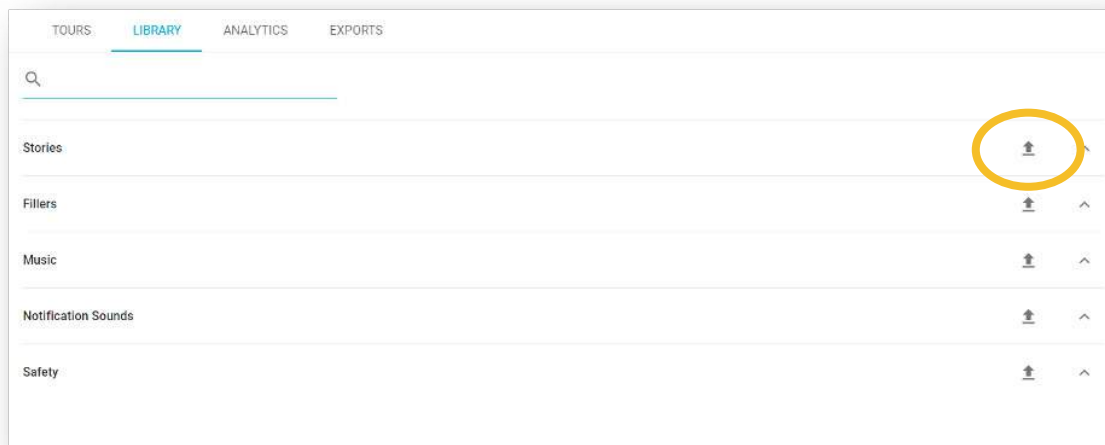 TOURS LIBRARY ANALYTICS EXPORTS
Stories
Fillers
Music
Notification Sounds
Safety